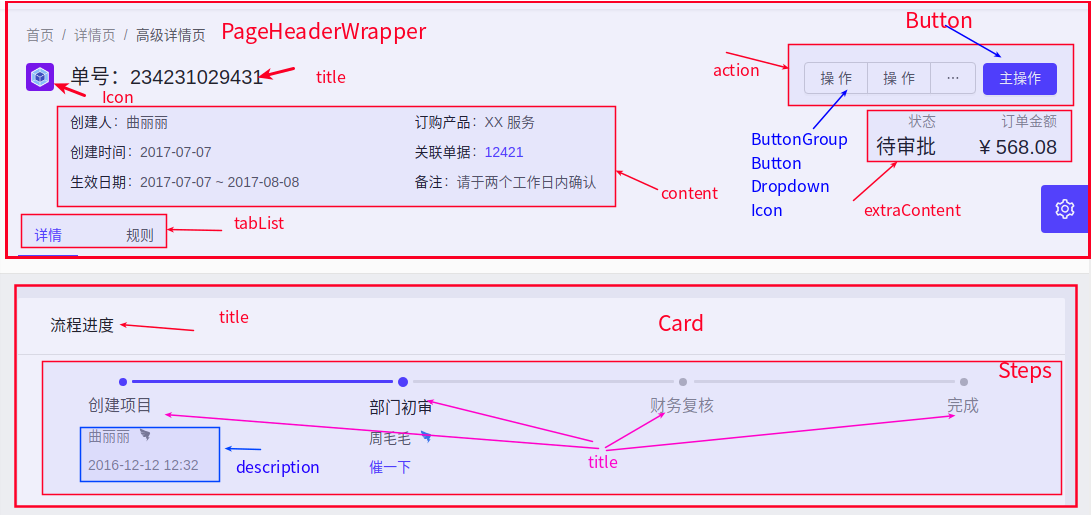 首页 / 详情页 / 高级详情页
PageHeaderWrapper
Button
单号：234231029431
title
Icon
action
操 作
操 作
···
主操作
创建人：曲丽丽
订购产品：XX 服务
创建时间：2017-07-07
关联单据：12421
生效日期：2017-07-07 ~ 2017-08-08
备注：请于两个工作日内确认
content
状态
订单金额
待审批
¥ 568.08
ButtonGroup
Button
Dropdown
Icon
extraContent
详情
规则
tabList
流程进度
title
Card
Steps
创建项目
部门初审
财务复核
完成
曲丽丽
周毛毛
2016-12-12 12:32
催一下
description
title